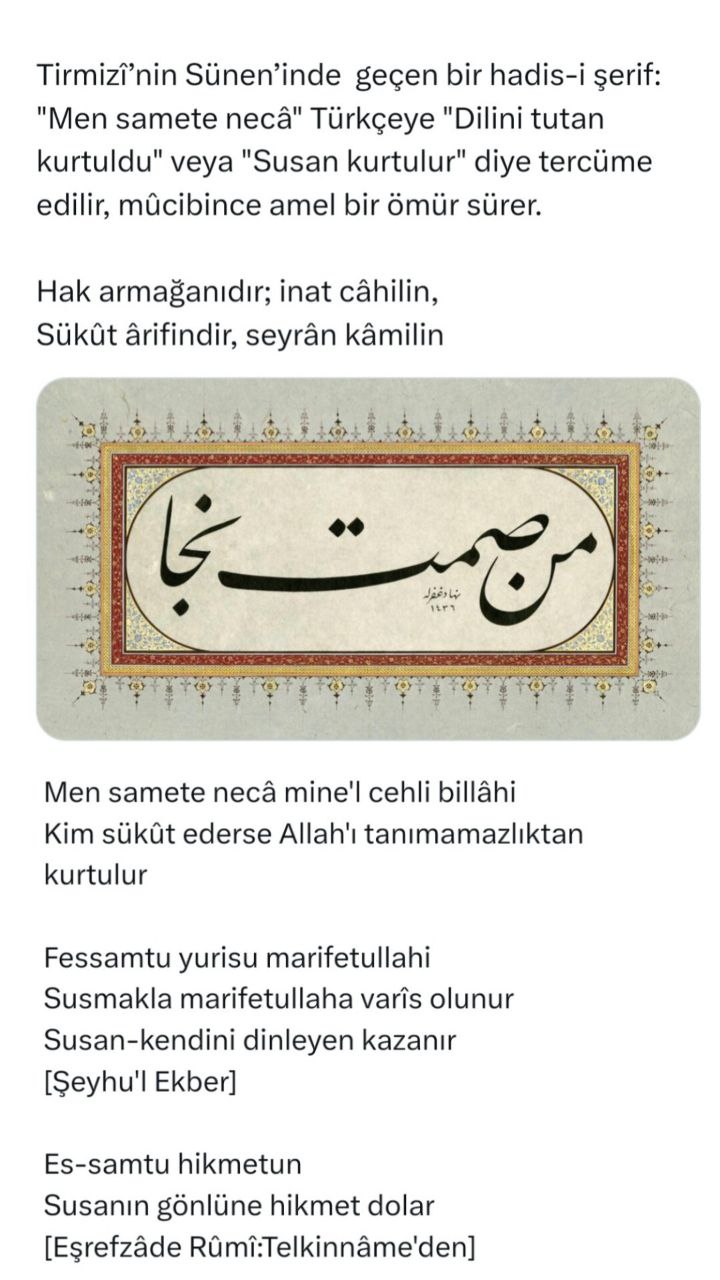 Tirmizî’nin Sünen’inde geçen bir hadis-i şerif:
"Men samete necâ" Türkçeye "Dilini tutan
kurtuldu" veya "Susan kurtulur" diye tercüme
edilir, mûcibince amel bir ömür sürer.
Hak armağanıdır; inat câhilin,
Sükût ârifindir, seyrân kâmilin
من صمت نجا
نهاد غفرله
١٤٣٦
Men samete necâ mine'l cehli billâhi
Kim sükût ederse Allah'ı tanımamazlıktan
kurtulur
Fessamtu yurisu marifetullahi
Susmakla marifetullaha varîs olunur
Susan-kendini dinleyen kazanır
[Şeyhu'l Ekber]
Es-samtu hikmetun
Susanın gönlüne hikmet dolar
[Eşrefzâde Rûmî:Telkinnâme'den]